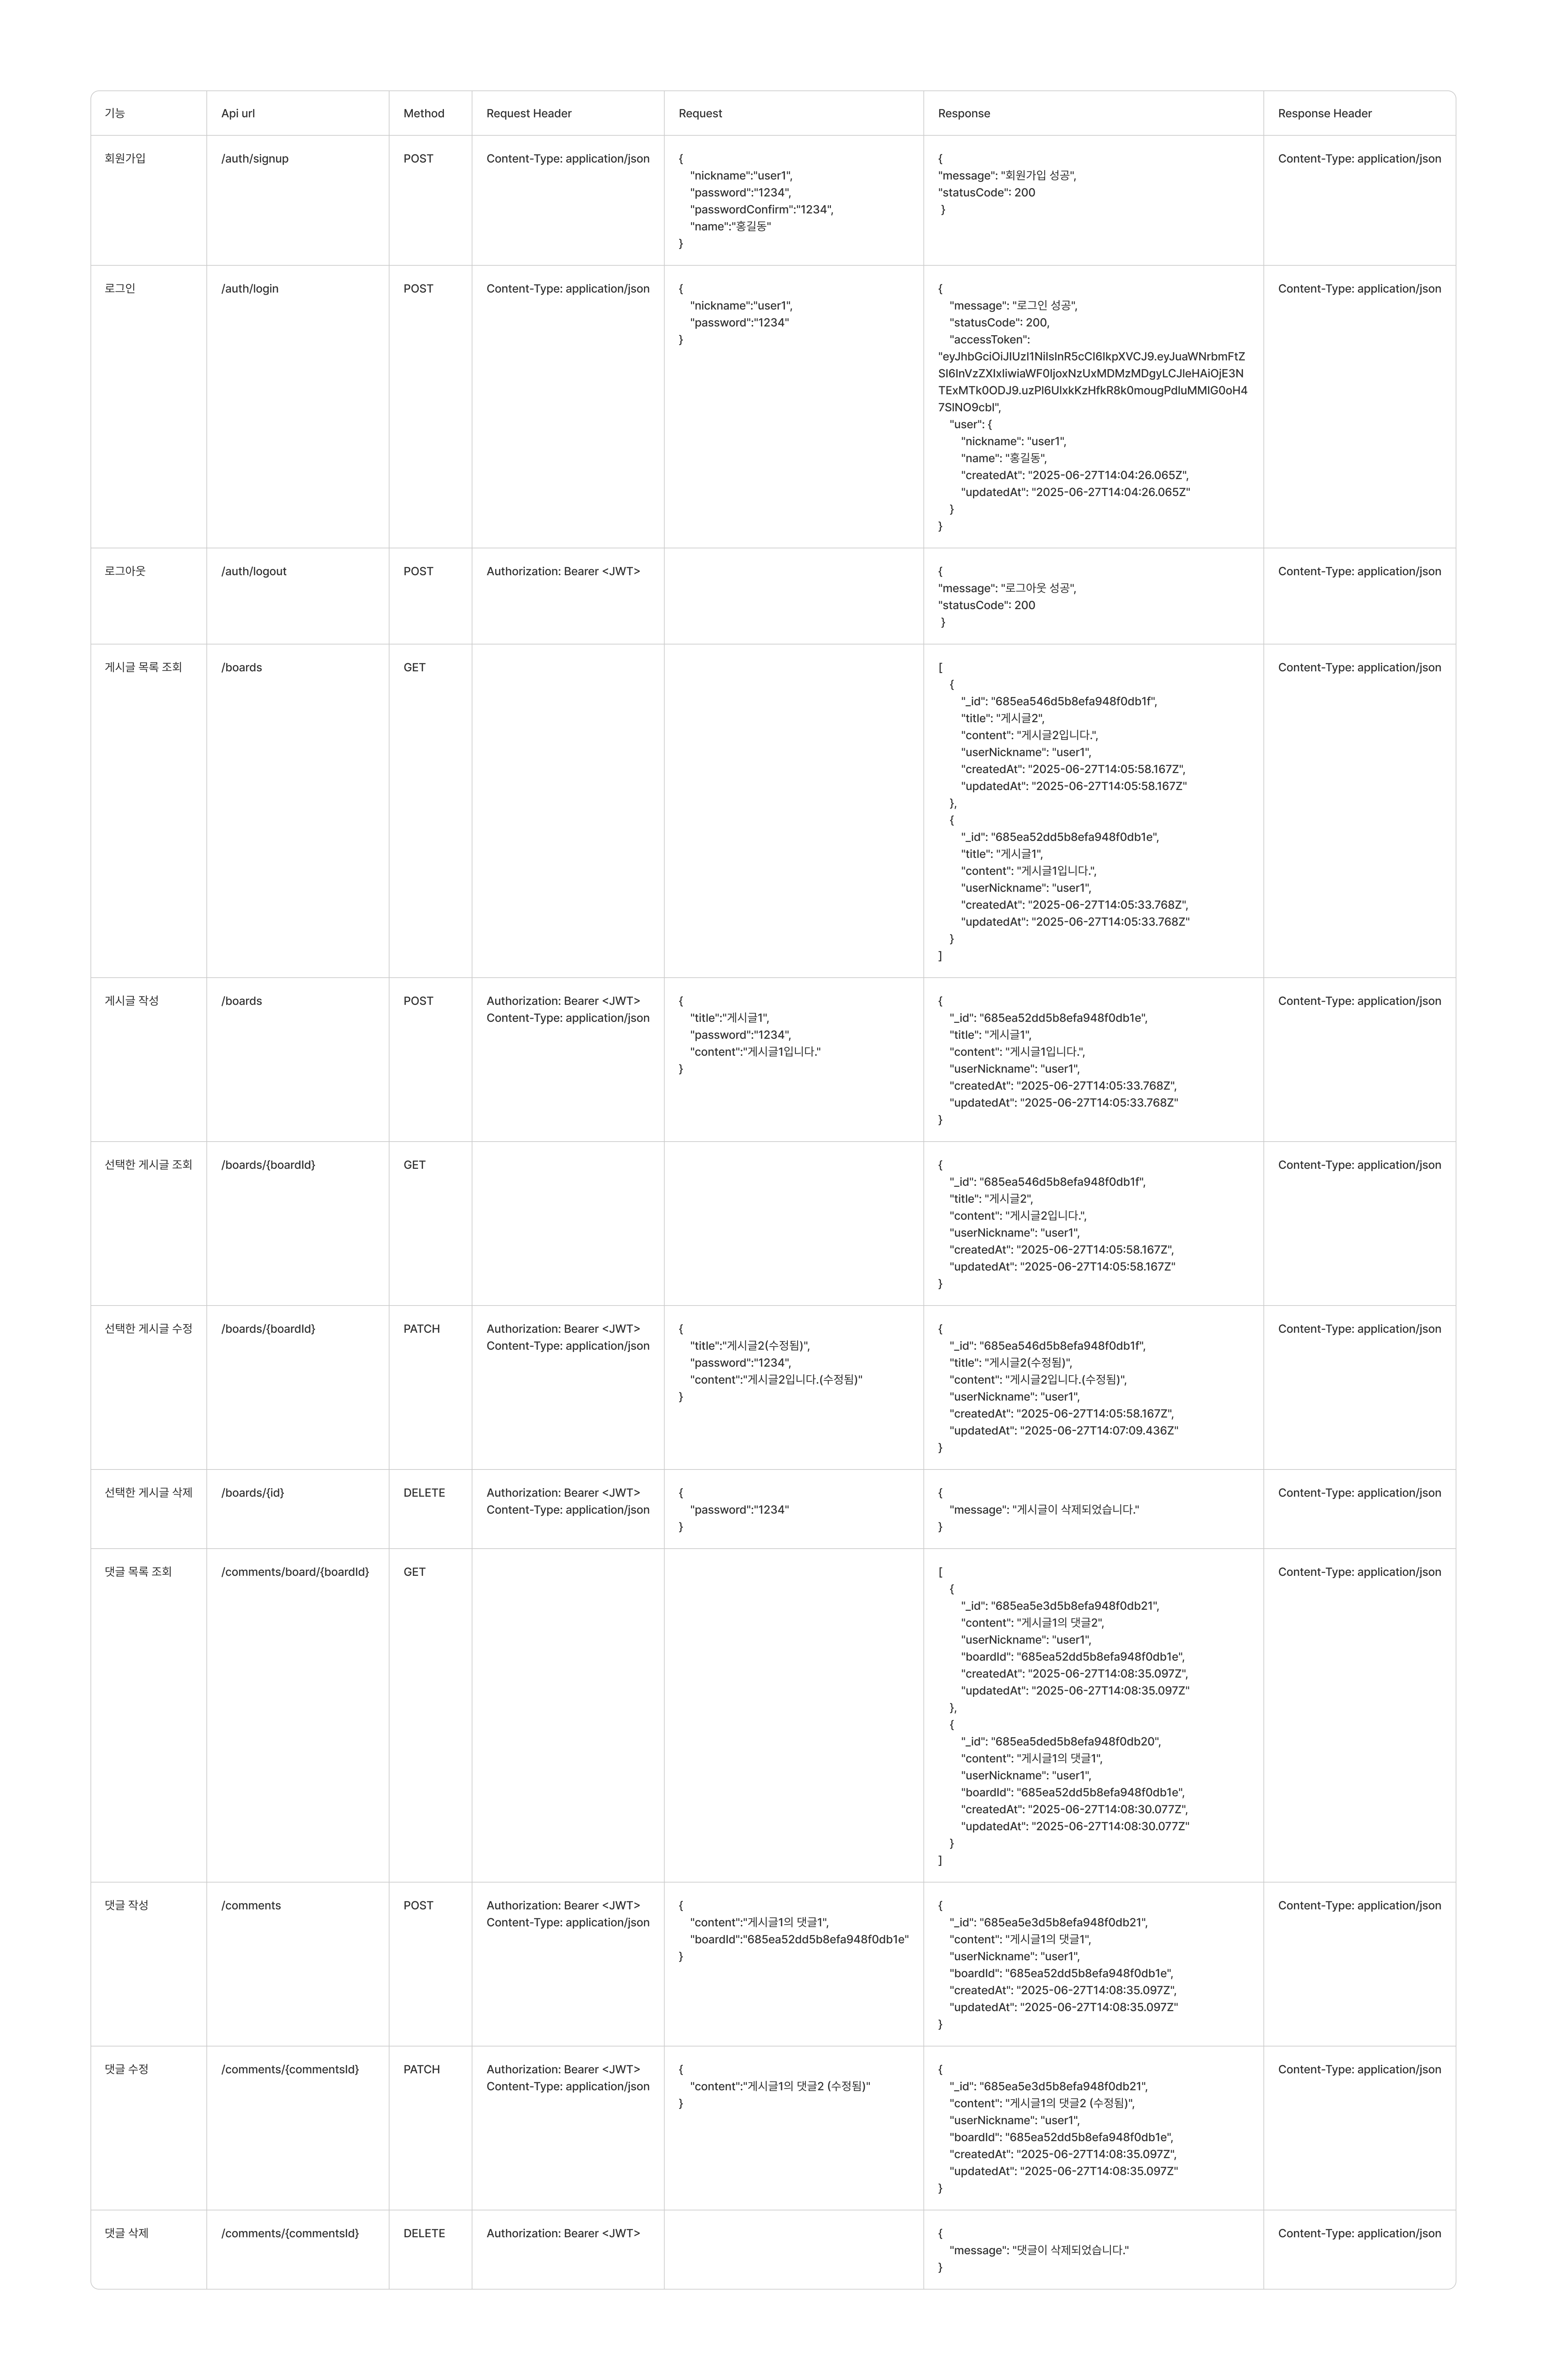 기능 Api url Method Request Header Request Response Response Header
회원가입 /auth/signup POST Content-Type: application/json { { Content-Type: application/json
"nickname":"user1", "message": "회원가입 성공",
"password":"1234", "statusCode": 200
"passwordConfirm":"1234", }
"name":"홍길동"
}
로그인 /auth/login POST Content-Type: application/json { { Content-Type: application/json
"nickname":"user1", "message": "로그인 성공",
"password":"1234" "statusCode": 200,
} "accessToken":
"user": {
"nickname": "user1",
"name": "홍길동",
"createdAt": "2025-06-27T14:04:26.065Z",
"updatedAt": "2025-06-27T14:04:26.065Z"
}
}
로그아웃 /auth/logout POST Authorization: Bearer <JWT> { Content-Type: application/json
"message": "로그아웃 성공",
"statusCode": 200
}
게시글 목록 조회 /boards GET [ Content-Type: application/json
{
"_id": "685ea546d5b8efa948f0db1f",
"title": "게시글2",
"content": "게시글2입니다.",
"userNickname": "user1",
"createdAt": "2025-06-27T14:05:58.167Z",
"updatedAt": "2025-06-27T14:05:58.167Z"
},
{
"_id": "685ea52dd5b8efa948f0db1e",
"title": "게시글1",
"content": "게시글1입니다.",
"userNickname": "user1",
"createdAt": "2025-06-27T14:05:33.768Z",
"updatedAt": "2025-06-27T14:05:33.768Z"
}
]
게시글 작성 /boards POST Authorization: Bearer <JWT> { { Content-Type: application/json
Content-Type: application/json "title":"게시글1", "_id": "685ea52dd5b8efa948f0db1e",
"password":"1234", "title": "게시글1",
"content":"게시글1입니다." "content": "게시글1입니다.",
} "userNickname": "user1",
"createdAt": "2025-06-27T14:05:33.768Z",
"updatedAt": "2025-06-27T14:05:33.768Z"
}
선택한 게시글 조회 /boards/{boardId} GET { Content-Type: application/json
"_id": "685ea546d5b8efa948f0db1f",
"title": "게시글2",
"content": "게시글2입니다.",
"userNickname": "user1",
"createdAt": "2025-06-27T14:05:58.167Z",
"updatedAt": "2025-06-27T14:05:58.167Z"
}
선택한 게시글 수정 /boards/{boardId} PATCH Authorization: Bearer <JWT> { { Content-Type: application/json
Content-Type: application/json "title":"게시글2(수정됨)", "_id": "685ea546d5b8efa948f0db1f",
"password":"1234", "title": "게시글2(수정됨)",
"content":"게시글2입니다.(수정됨)" "content": "게시글2입니다.(수정됨)",
} "userNickname": "user1",
"createdAt": "2025-06-27T14:05:58.167Z",
"updatedAt": "2025-06-27T14:07:09.436Z"
}
선택한 게시글 삭제 /boards/{id} DELETE Authorization: Bearer <JWT> { { Content-Type: application/json
Content-Type: application/json "password":"1234" "message": "게시글이 삭제되었습니다."
} }
댓글 목록 조회 /comments/board/{boardId} GET [ Content-Type: application/json
{
"_id": "685ea5e3d5b8efa948f0db21",
"content": "게시글1의 댓글2",
"userNickname": "user1",
"boardId": "685ea52dd5b8efa948f0db1e",
"createdAt": "2025-06-27T14:08:35.097Z",
"updatedAt": "2025-06-27T14:08:35.097Z"
},
{
"_id": "685ea5ded5b8efa948f0db20",
"content": "게시글1의 댓글1",
"userNickname": "user1",
"boardId": "685ea52dd5b8efa948f0db1e",
"createdAt": "2025-06-27T14:08:30.077Z",
"updatedAt": "2025-06-27T14:08:30.077Z"
}
]
댓글 작성 /comments POST Authorization: Bearer <JWT> { { Content-Type: application/json
Content-Type: application/json "content":"게시글1의 댓글1", "_id": "685ea5e3d5b8efa948f0db21",
"boardId":"685ea52dd5b8efa948f0db1e" "content": "게시글1의 댓글1",
} "userNickname": "user1",
"boardId": "685ea52dd5b8efa948f0db1e",
"createdAt": "2025-06-27T14:08:35.097Z",
"updatedAt": "2025-06-27T14:08:35.097Z"
}
댓글 수정 /comments/{commentsId} PATCH Authorization: Bearer <JWT> { { Content-Type: application/json
Content-Type: application/json "content":"게시글1의 댓글2 (수정됨)" "_id": "685ea5e3d5b8efa948f0db21",
} "content": "게시글1의 댓글2 (수정됨)",
"userNickname": "user1",
"boardId": "685ea52dd5b8efa948f0db1e",
"createdAt": "2025-06-27T14:08:35.097Z",
"updatedAt": "2025-06-27T14:08:35.097Z"
}
댓글 삭제 /comments/{commentsId} DELETE Authorization: Bearer <JWT> { Content-Type: application/json
"message": "댓글이 삭제되었습니다."
}